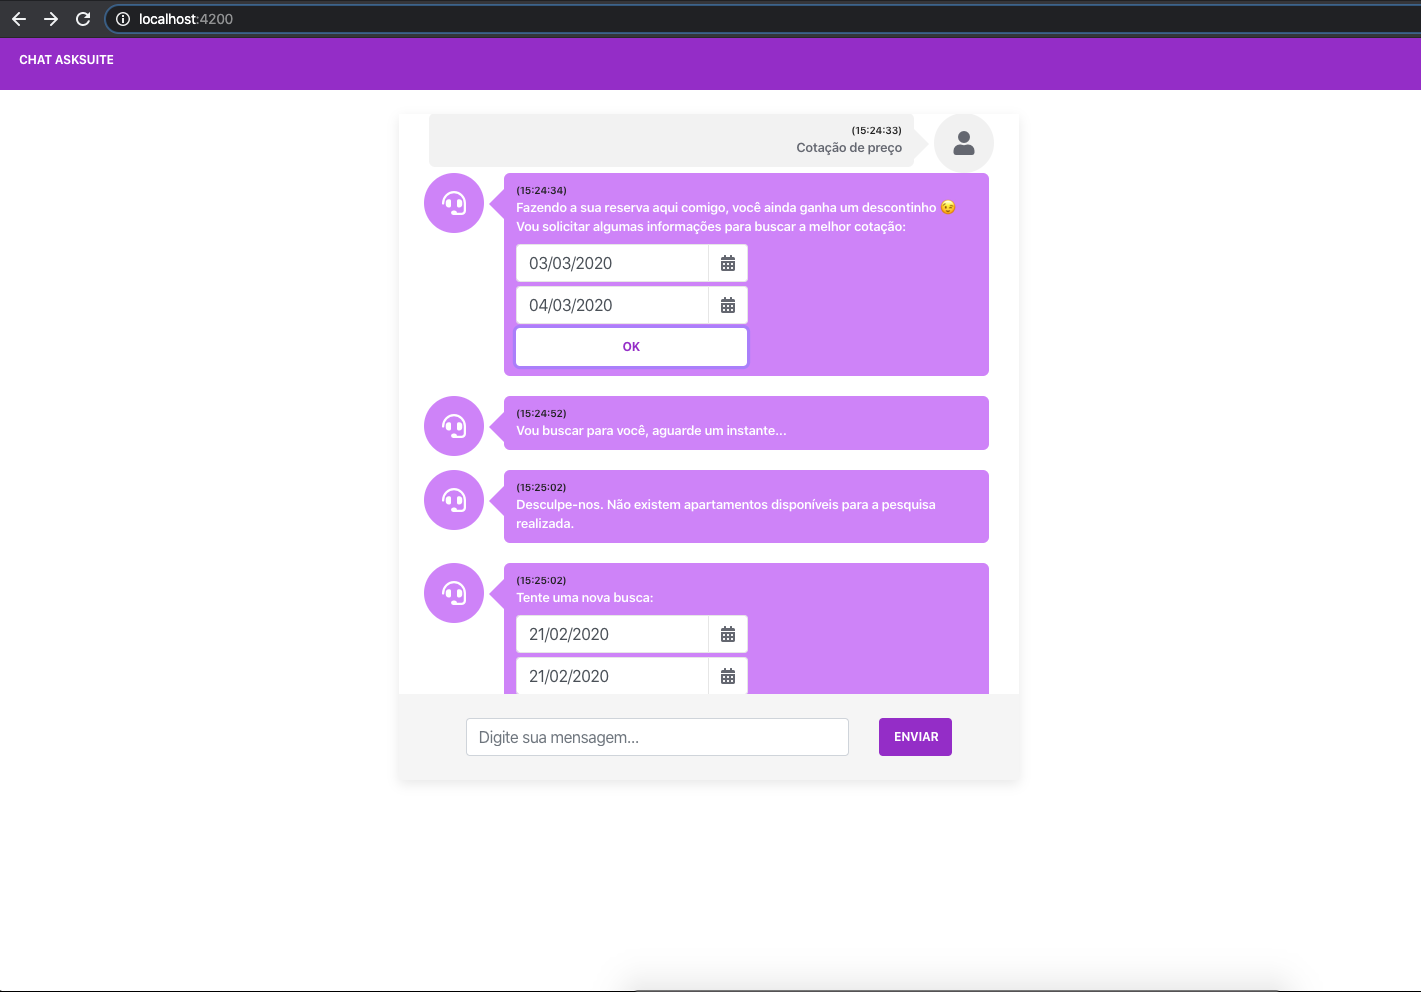 localhost:4200
CHAT ASKSUITE
(15:24:33)
Cotação de preço
(15:24:34)
Fazendo a sua reserva aqui comigo, você ainda ganha um descontinho 😉
Vou solicitar algumas informações para buscar a melhor cotação:
03/03/2020
04/03/2020
OK
(15:24:52)
Vou buscar para você, aguarde um instante...
(15:25:02)
Desculpe-nos. Não existem apartamentos disponíveis para a pesquisa
realizada.
(15:25:02)
Tente uma nova busca:
21/02/2020
21/02/2020
Digite sua mensagem...
ENVIAR